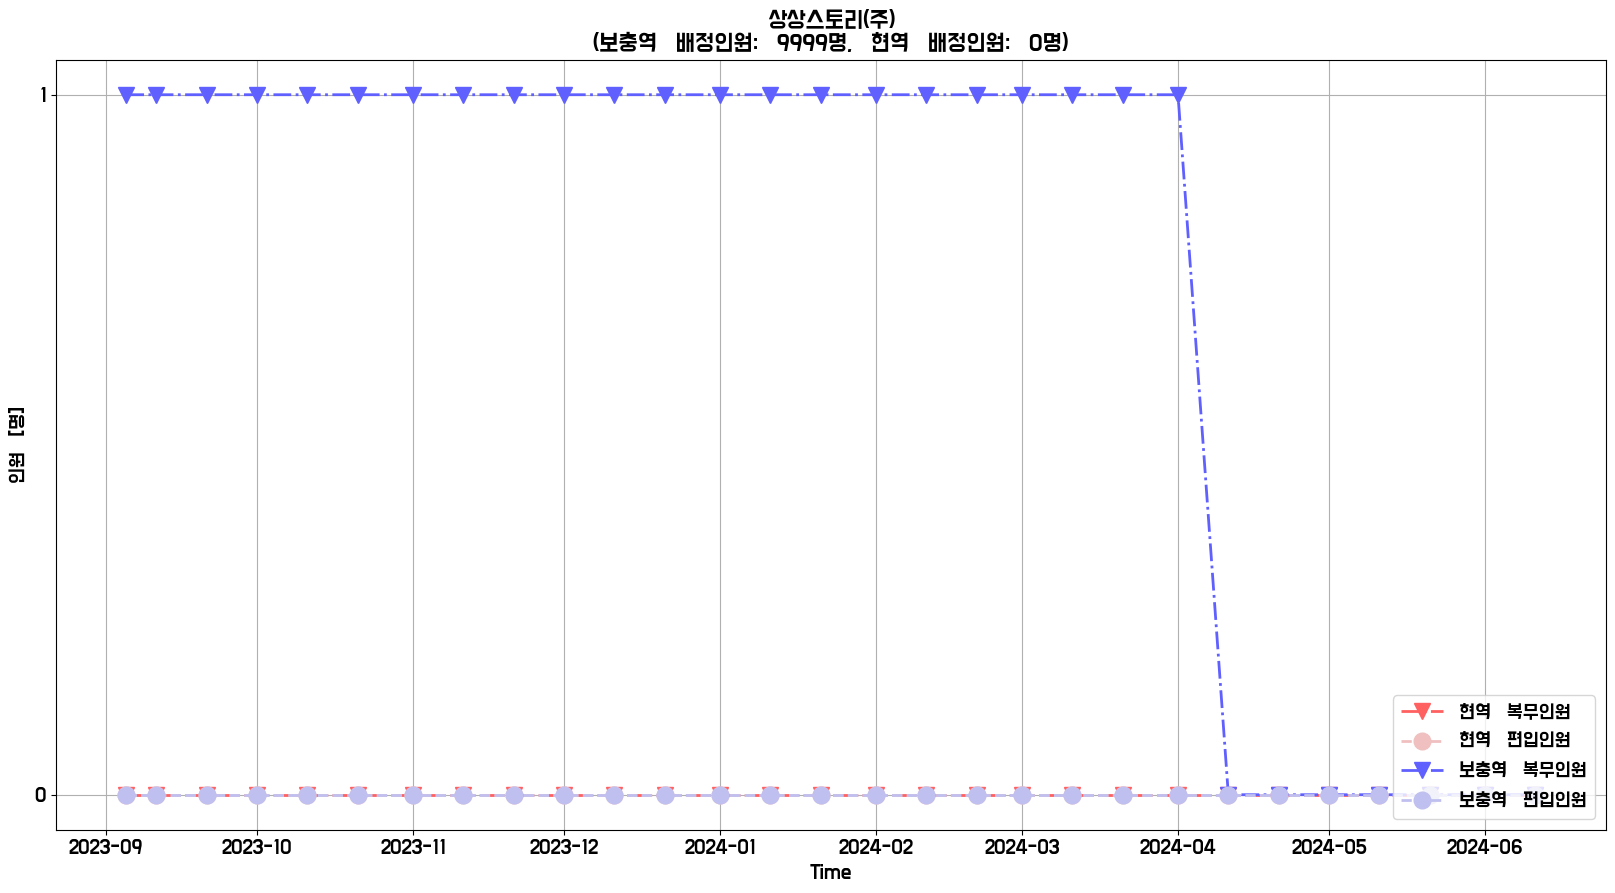 상상스토리(주)
(보충역 배정인원: 9999명, 현역 배정인원: 0명)
1
인원 [명]
0
현역 복무인원
현역 편입인원
보충역 복무인원
보충역 편입인원
2023-09 2023-10 2023-11 2023-12 2024-01 2024-02 2024-03 2024-04 2024-05 2024-06
Time